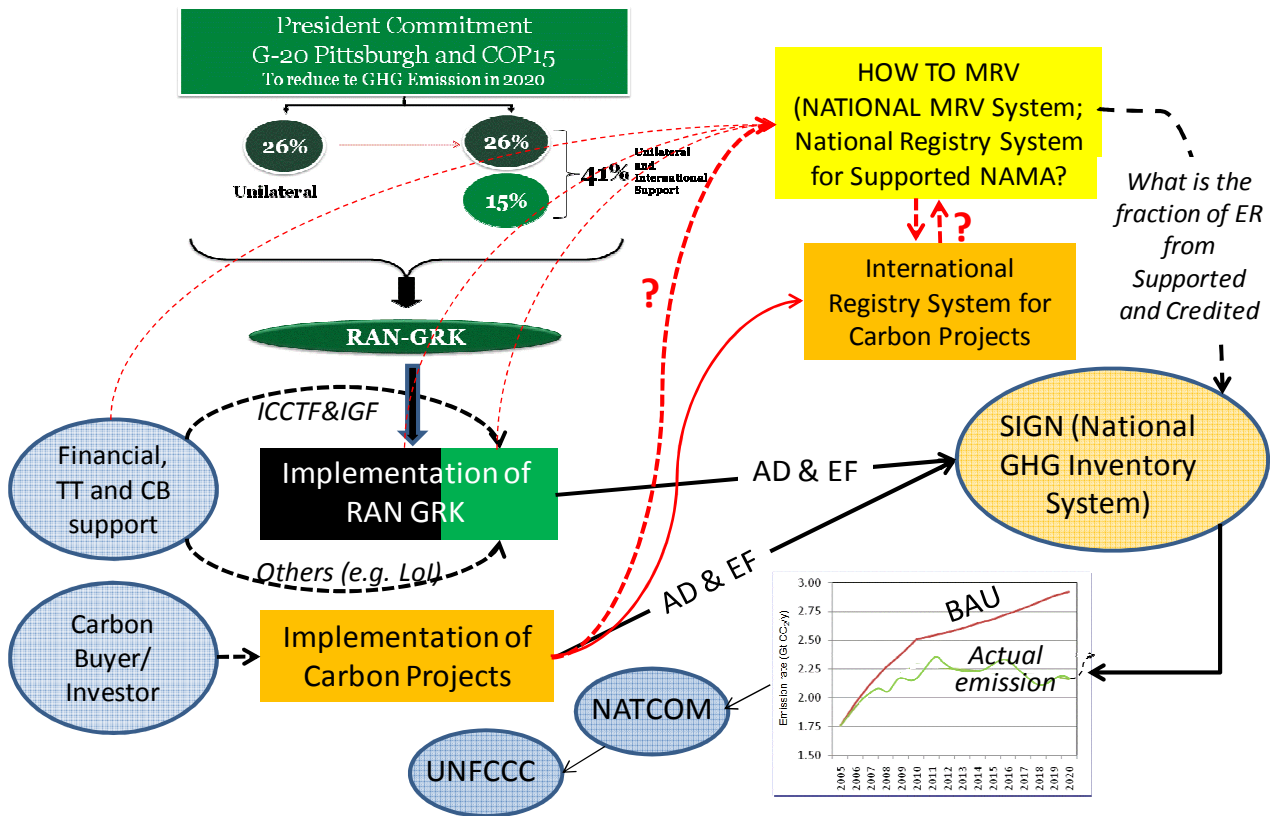 President Commitment
G-20 Pittsburgh and COP15
To reduce te GHG Emission in 2020
26%
Unilateral
26%
15%
41%
Unilateral
and
International
Support
HOW TO MRV
(NATIONAL MRV System;
National Registry System
for Supported NAMA?
?
International
Registry System for
Carbon Projects
What is the
fraction of ER
from
Supported
and Credited
?
RAN-GRK
ICCTF&IGF
Financial,
TT and CB
support
Implementation of
RAN GRK
Others (e.g. LoI)
AD & EF
SIGN (National
GHG Inventory
System)
Carbon
Buyer/
Investor
Implementation of
Carbon Projects
AD & EF
NATCOM
UNFCCC
3.00
2.75
2.50
2.25
2.00
1.75
1.50
BAU
Actual
emission
2005
2006
2007
2008
2009
2010
2011
2012
2013
2014
2015
2016
2017
2018
2019
2020